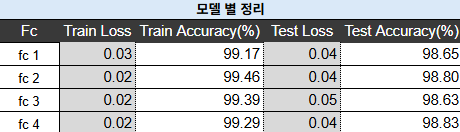 모델 별 정리
Fc Train Loss Train Accuracy(%) Test Loss Test Accuracy(%)
fc 1 0.03 99.17 0.04 98.65
fc 2 0.02 99.46 0.04 98.80
fc 3 0.02 99.39 0.05 98.63
fc 4 0.02 99.29 0.04 98.83